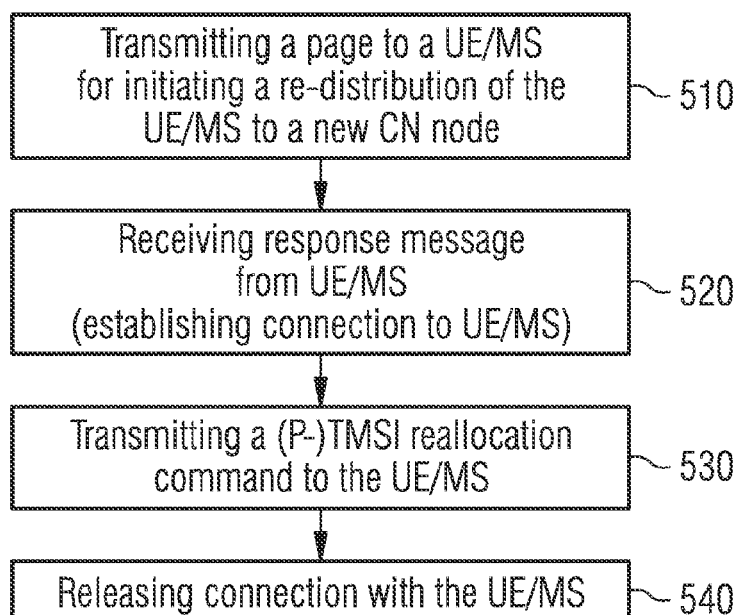 Transmitting a page to a UE/MS
for initiating a re-distribution of the
UE/MS to a new CN node
510
Receiving response message
from UE/MS
(establishing connection to UE/MS)
520
Transmitting a (P-)TMSI reallocation
command to the UE/MS
530
Releasing connection with the UE/MS
540